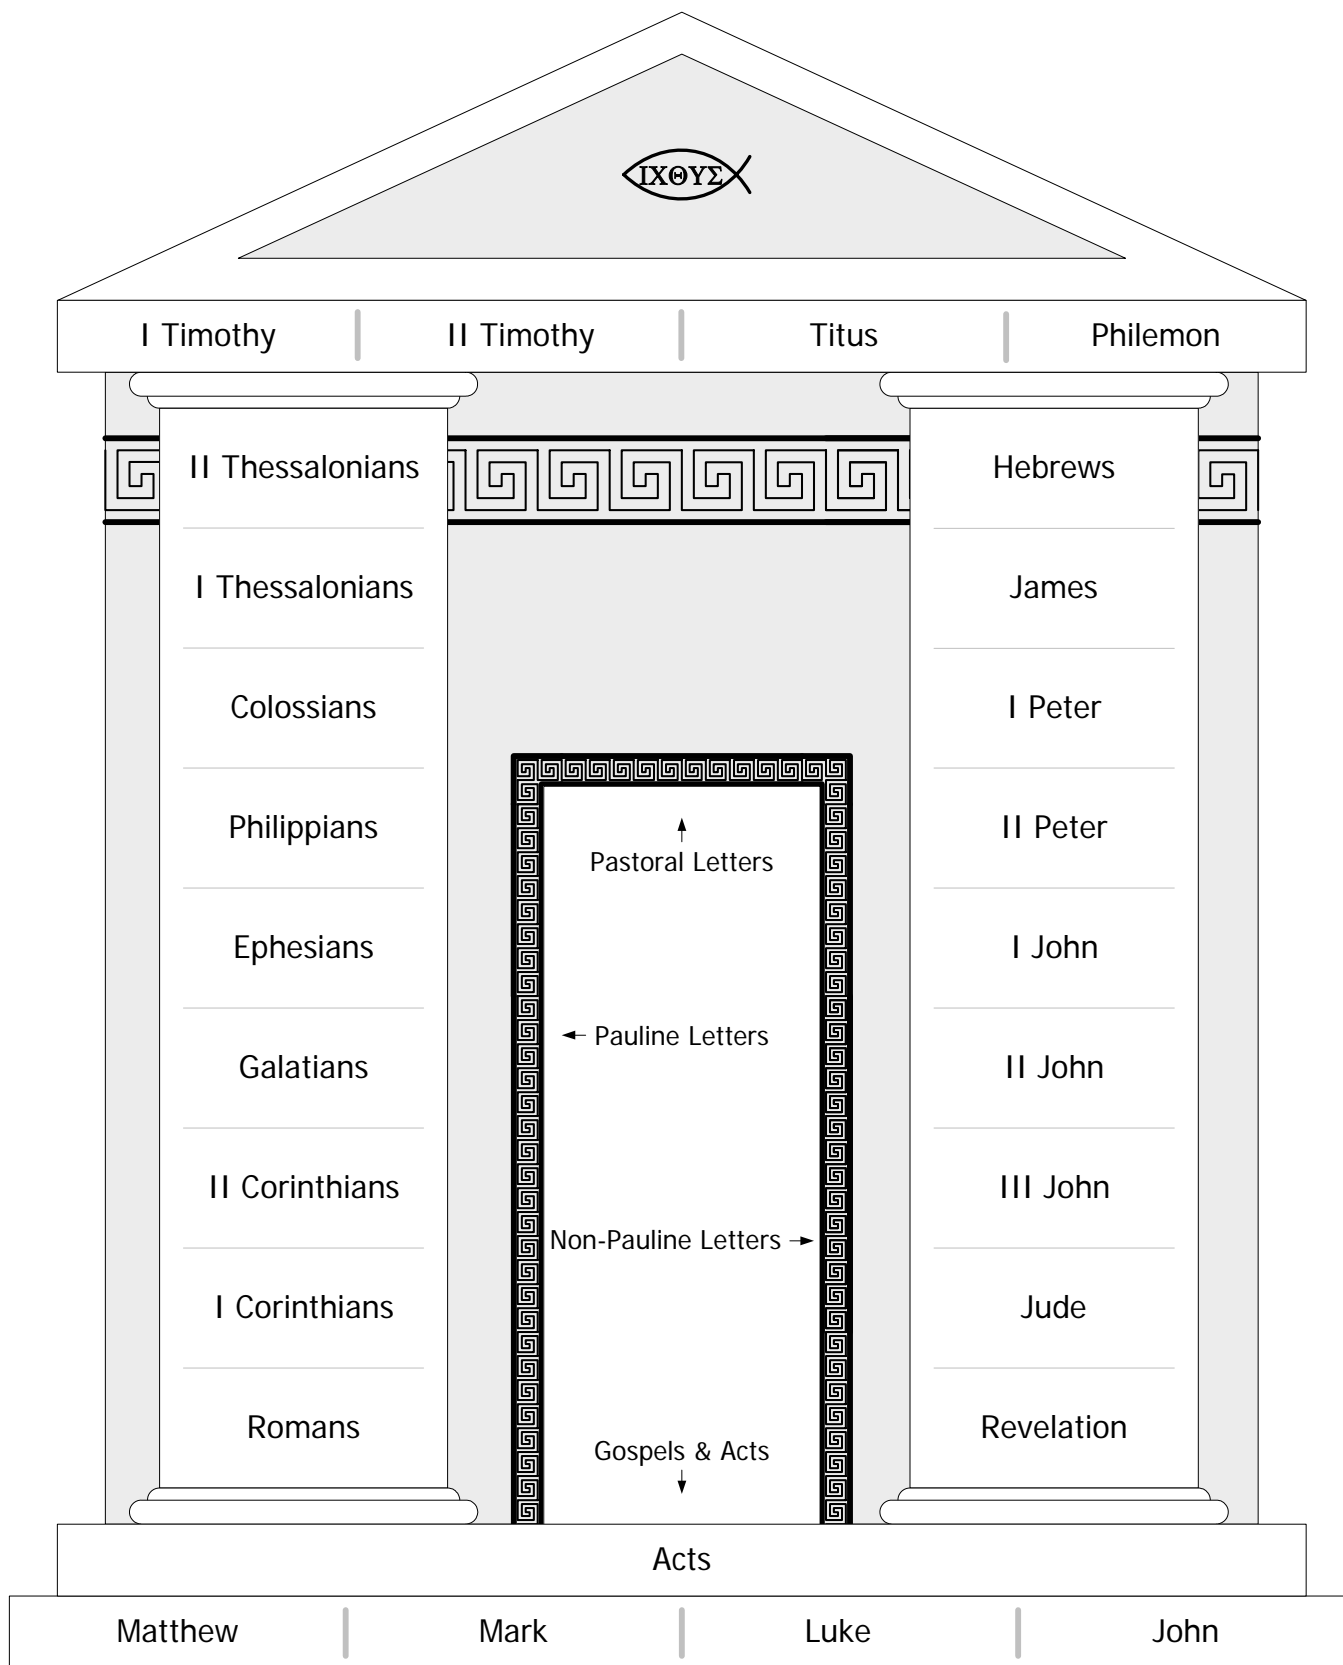 ΙΧΘΥΣ
I Timothy
II Timothy
Titus
Philemon
II Thessalonians
I Thessalonians
Colossians
Philippians
Ephesians
Galatians
II Corinthians
I Corinthians
Romans
Pastoral Letters
Pauline Letters
Non-Pauline Letters
Gospels & Acts
Hebrews
James
I Peter
II Peter
I John
II John
III John
Jude
Revelation
Acts
Matthew
Mark
Luke
John